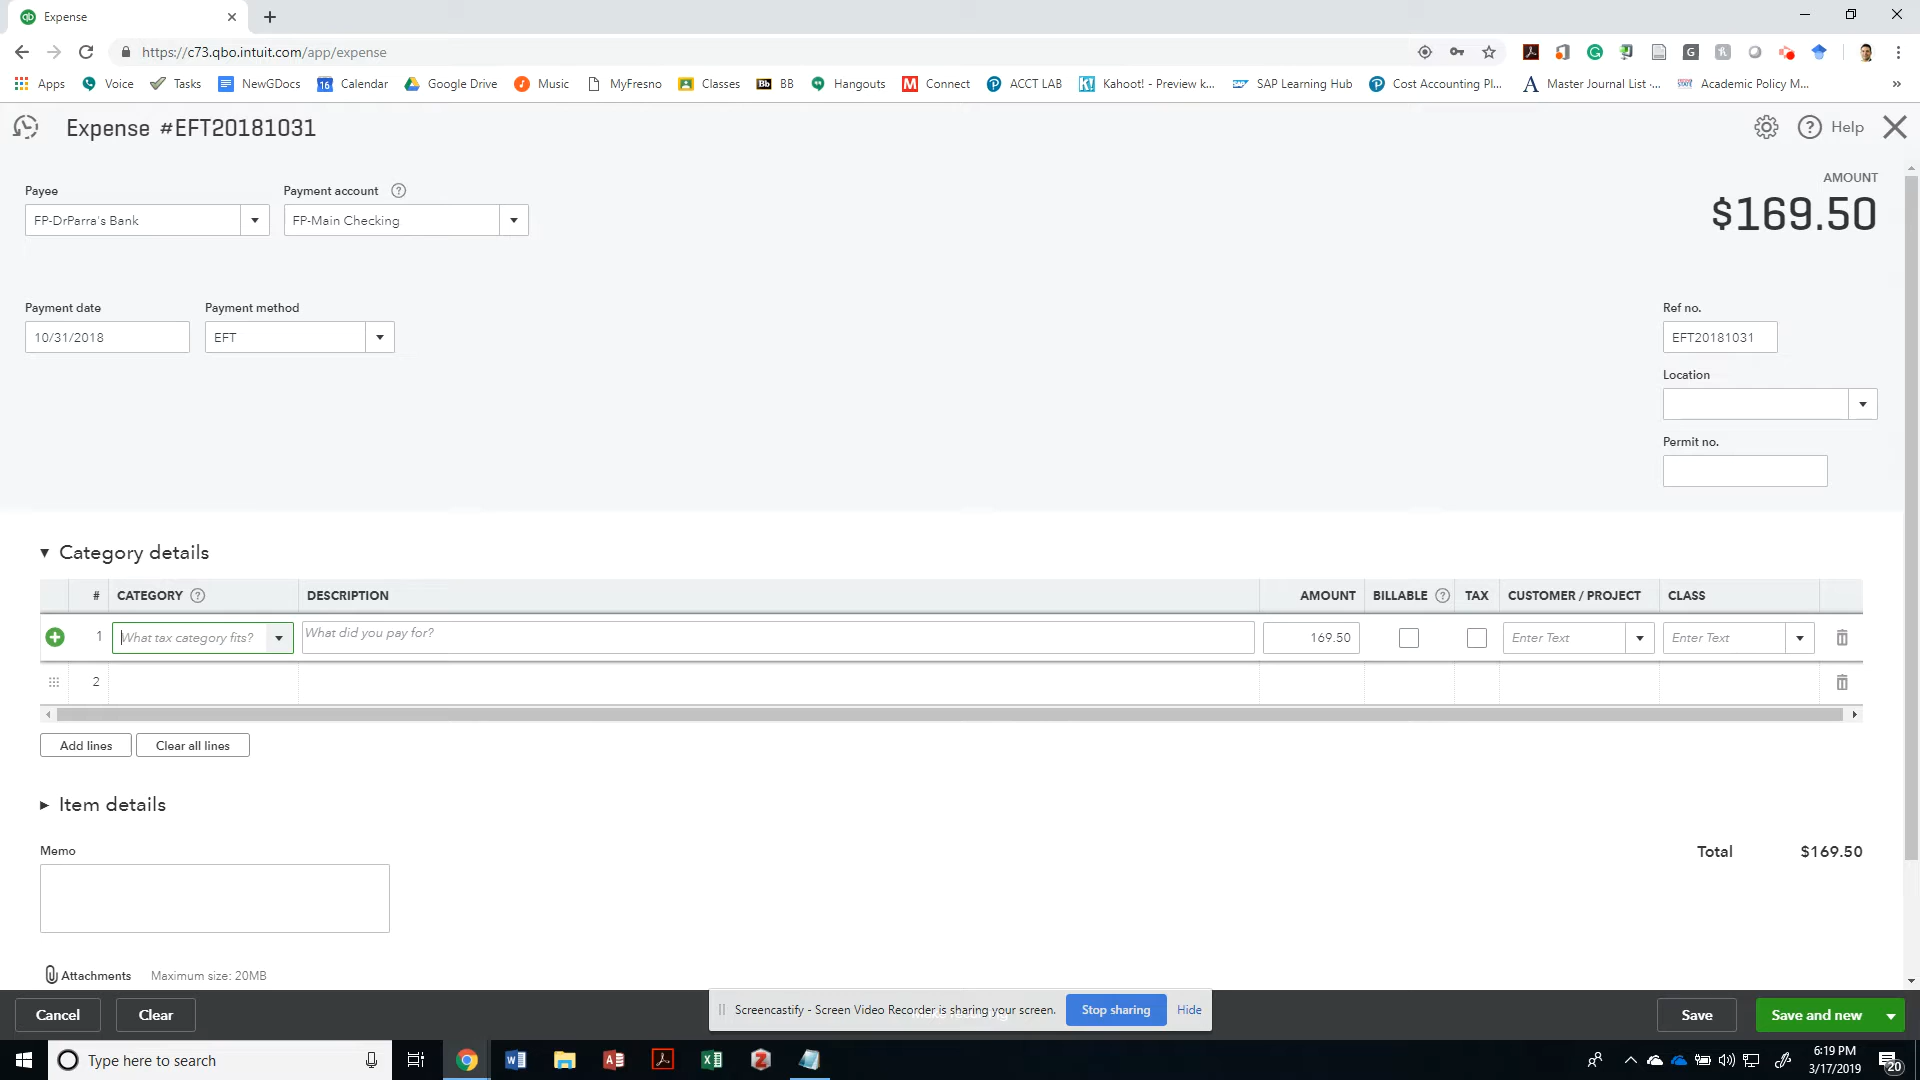 Expense
https://c73.qbo.intuit.com/app/expense
Apps Voice Tasks NewGDocs 16 Calendar Google Drive Music MyFresno Classes Bb BB Hangouts M Connect ACCT LAB K! Kahoot! - Preview k... SAP Learning Hub Cost Accounting Pl... A Master Journal List -... Academic Policy M... »
Expense #EFT20181031
? Help
Payee
Payment account ?
AMOUNT
FP-DrParra's Bank
FP-Main Checking
$169.50
Payment date
Payment method
Ref no.
10/31/2018
EFT
EFT20181031
Location
Permit no.
Category details
# CATEGORY ? DESCRIPTION AMOUNT BILLABLE ? TAX CUSTOMER / PROJECT CLASS
1 What tax category fits? What did you pay for? 169.50 Enter Text Enter Text
2
Add lines Clear all lines
Item details
Memo
Total $169.50
Attachments Maximum size: 20MB
Cancel Clear
Screencastify - Screen Video Recorder is sharing your screen. Stop sharing Hide
Save Save and new
Type here to search
6:19 PM
3/17/2019
20